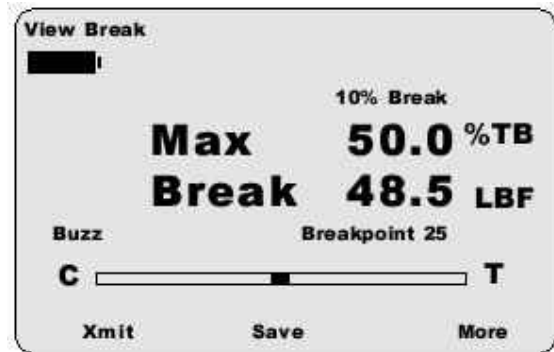 View Break
10% Break
Max 50.0 %TB
Break 48.5 LBF
Buzz Breakpoint 25
C T
Xmit Save More